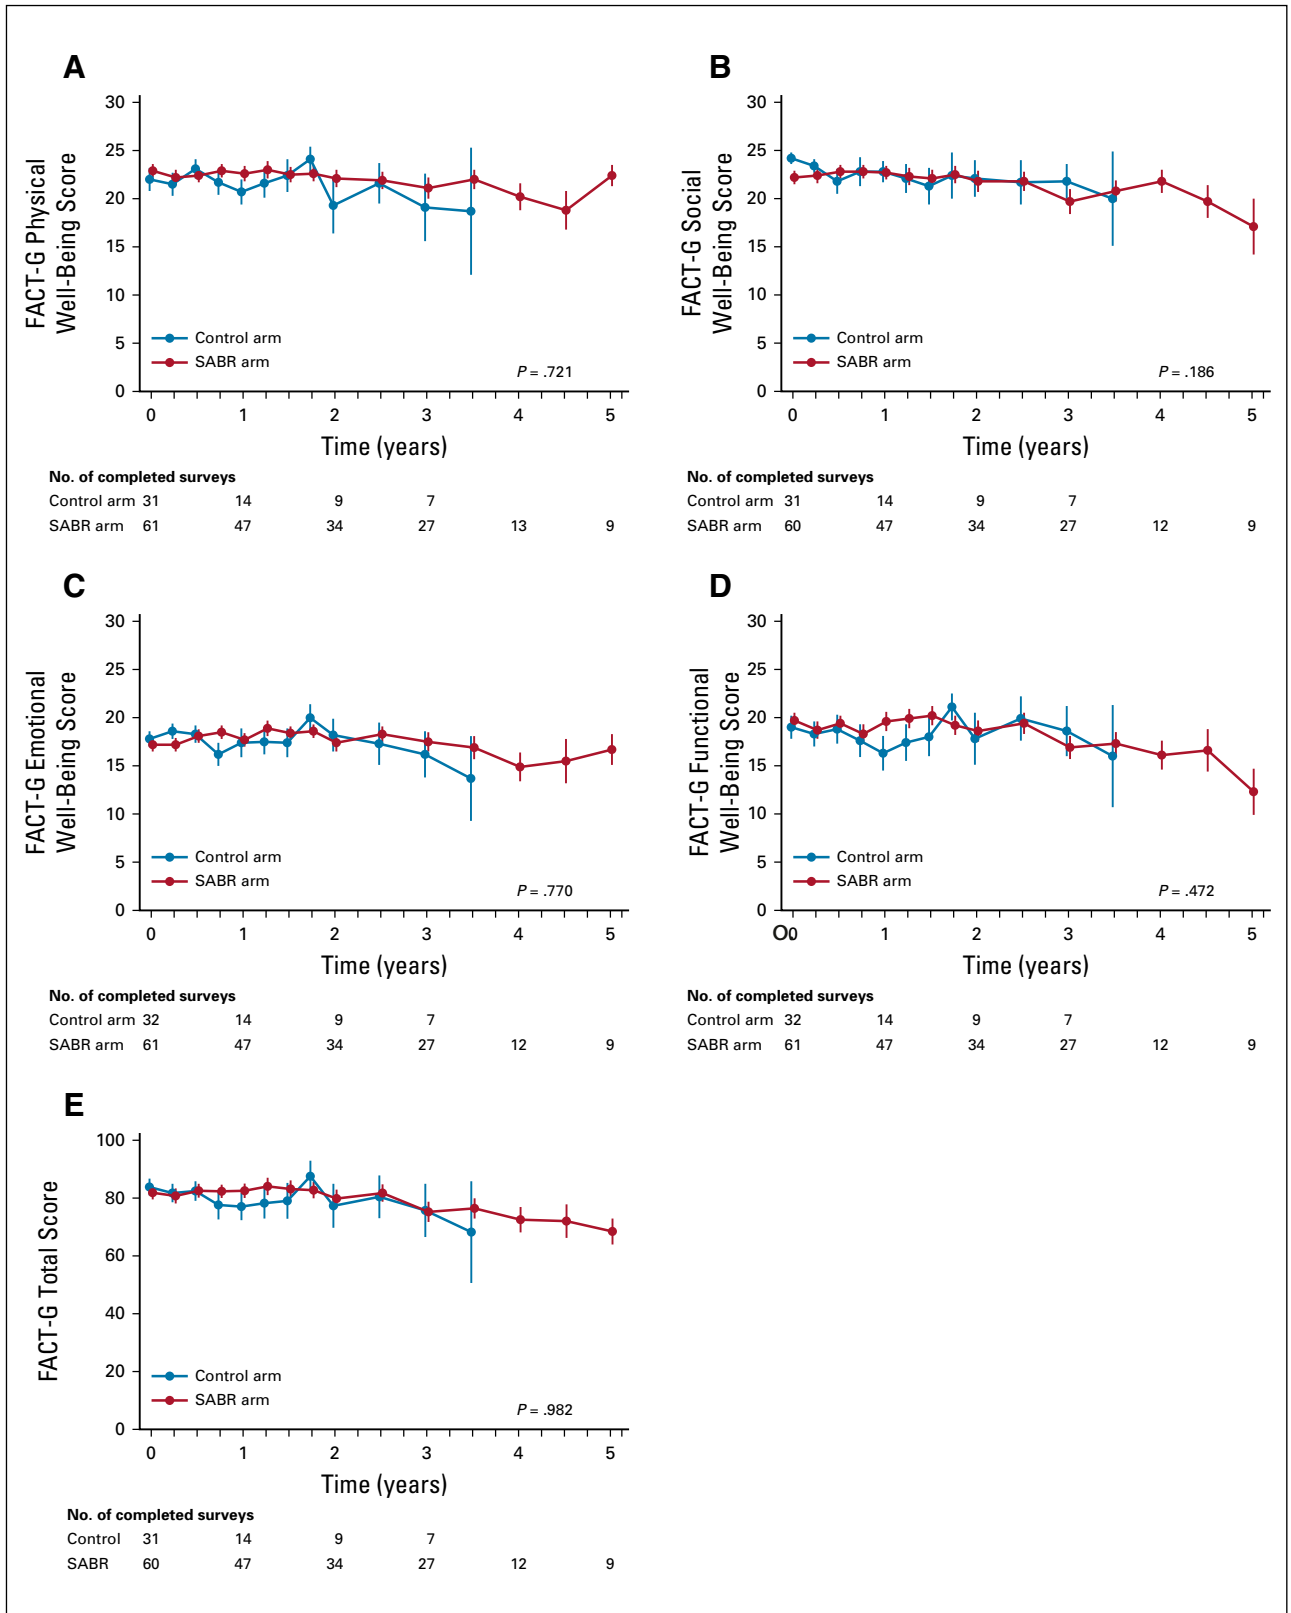 A
FACT-G Physical
Well-Being Score
30
25
20
15
10
5
0
Control arm
SABR arm
P = .721
0 1 2 3 4 5
Time (years)
No. of completed surveys
Control arm 31 14 9 7
SABR arm 61 47 34 27 13 9
B
FACT-G Social
Well-Being Score
30
25
20
15
10
5
0
Control arm
SABR arm
P = .186
0 1 2 3 4 5
Time (years)
No. of completed surveys
Control arm 31 14 9 7
SABR arm 60 47 34 27 12 9
C
FACT-G Emotional
Well-Being Score
30
25
20
15
10
5
0
Control arm
SABR arm
P = .770
0 1 2 3 4 5
Time (years)
No. of completed surveys
Control arm 32 14 9 7
SABR arm 61 47 34 27 12 9
D
FACT-G Functional
Well-Being Score
30
25
20
15
10
5
0
Control arm
SABR arm
P = .472
0 1 2 3 4 5
Time (years)
No. of completed surveys
Control arm 32 14 9 7
SABR arm 61 47 34 27 12 9
E
FACT-G Total Score
100
80
60
40
20
0
Control arm
SABR arm
P = .982
0 1 2 3 4 5
Time (years)
No. of completed surveys
Control 31 14 9 7
SABR 60 47 34 27 12 9